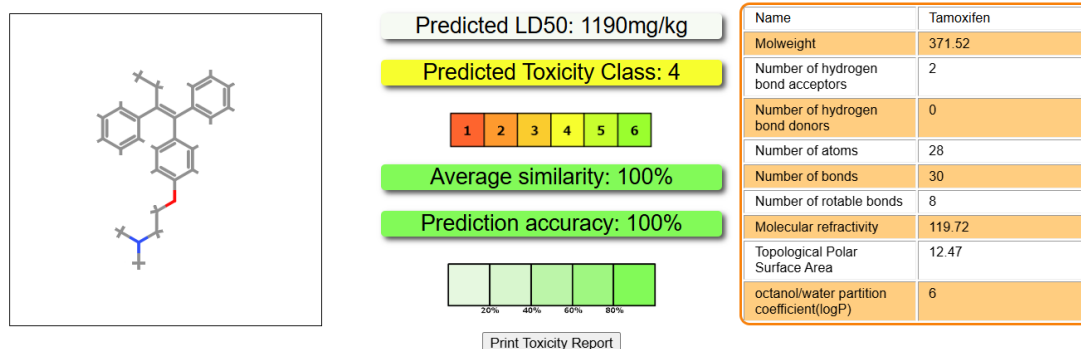 Predicted LD50: 1190mg/kg
Predicted Toxicity Class: 4
1 2 3 4 5 6
Average similarity: 100%
Prediction accuracy: 100%
20% 40% 60% 80%
Print Toxicity Report
Name Tamoxifen
Molweight 371.52
Number of hydrogen
bond acceptors 2
Number of hydrogen
bond donors 0
Number of atoms 28
Number of bonds 30
Number of rotable bonds 8
Molecular refractivity 119.72
Topological Polar
Surface Area 12.47
octanol/water partition
coefficient(logP) 6